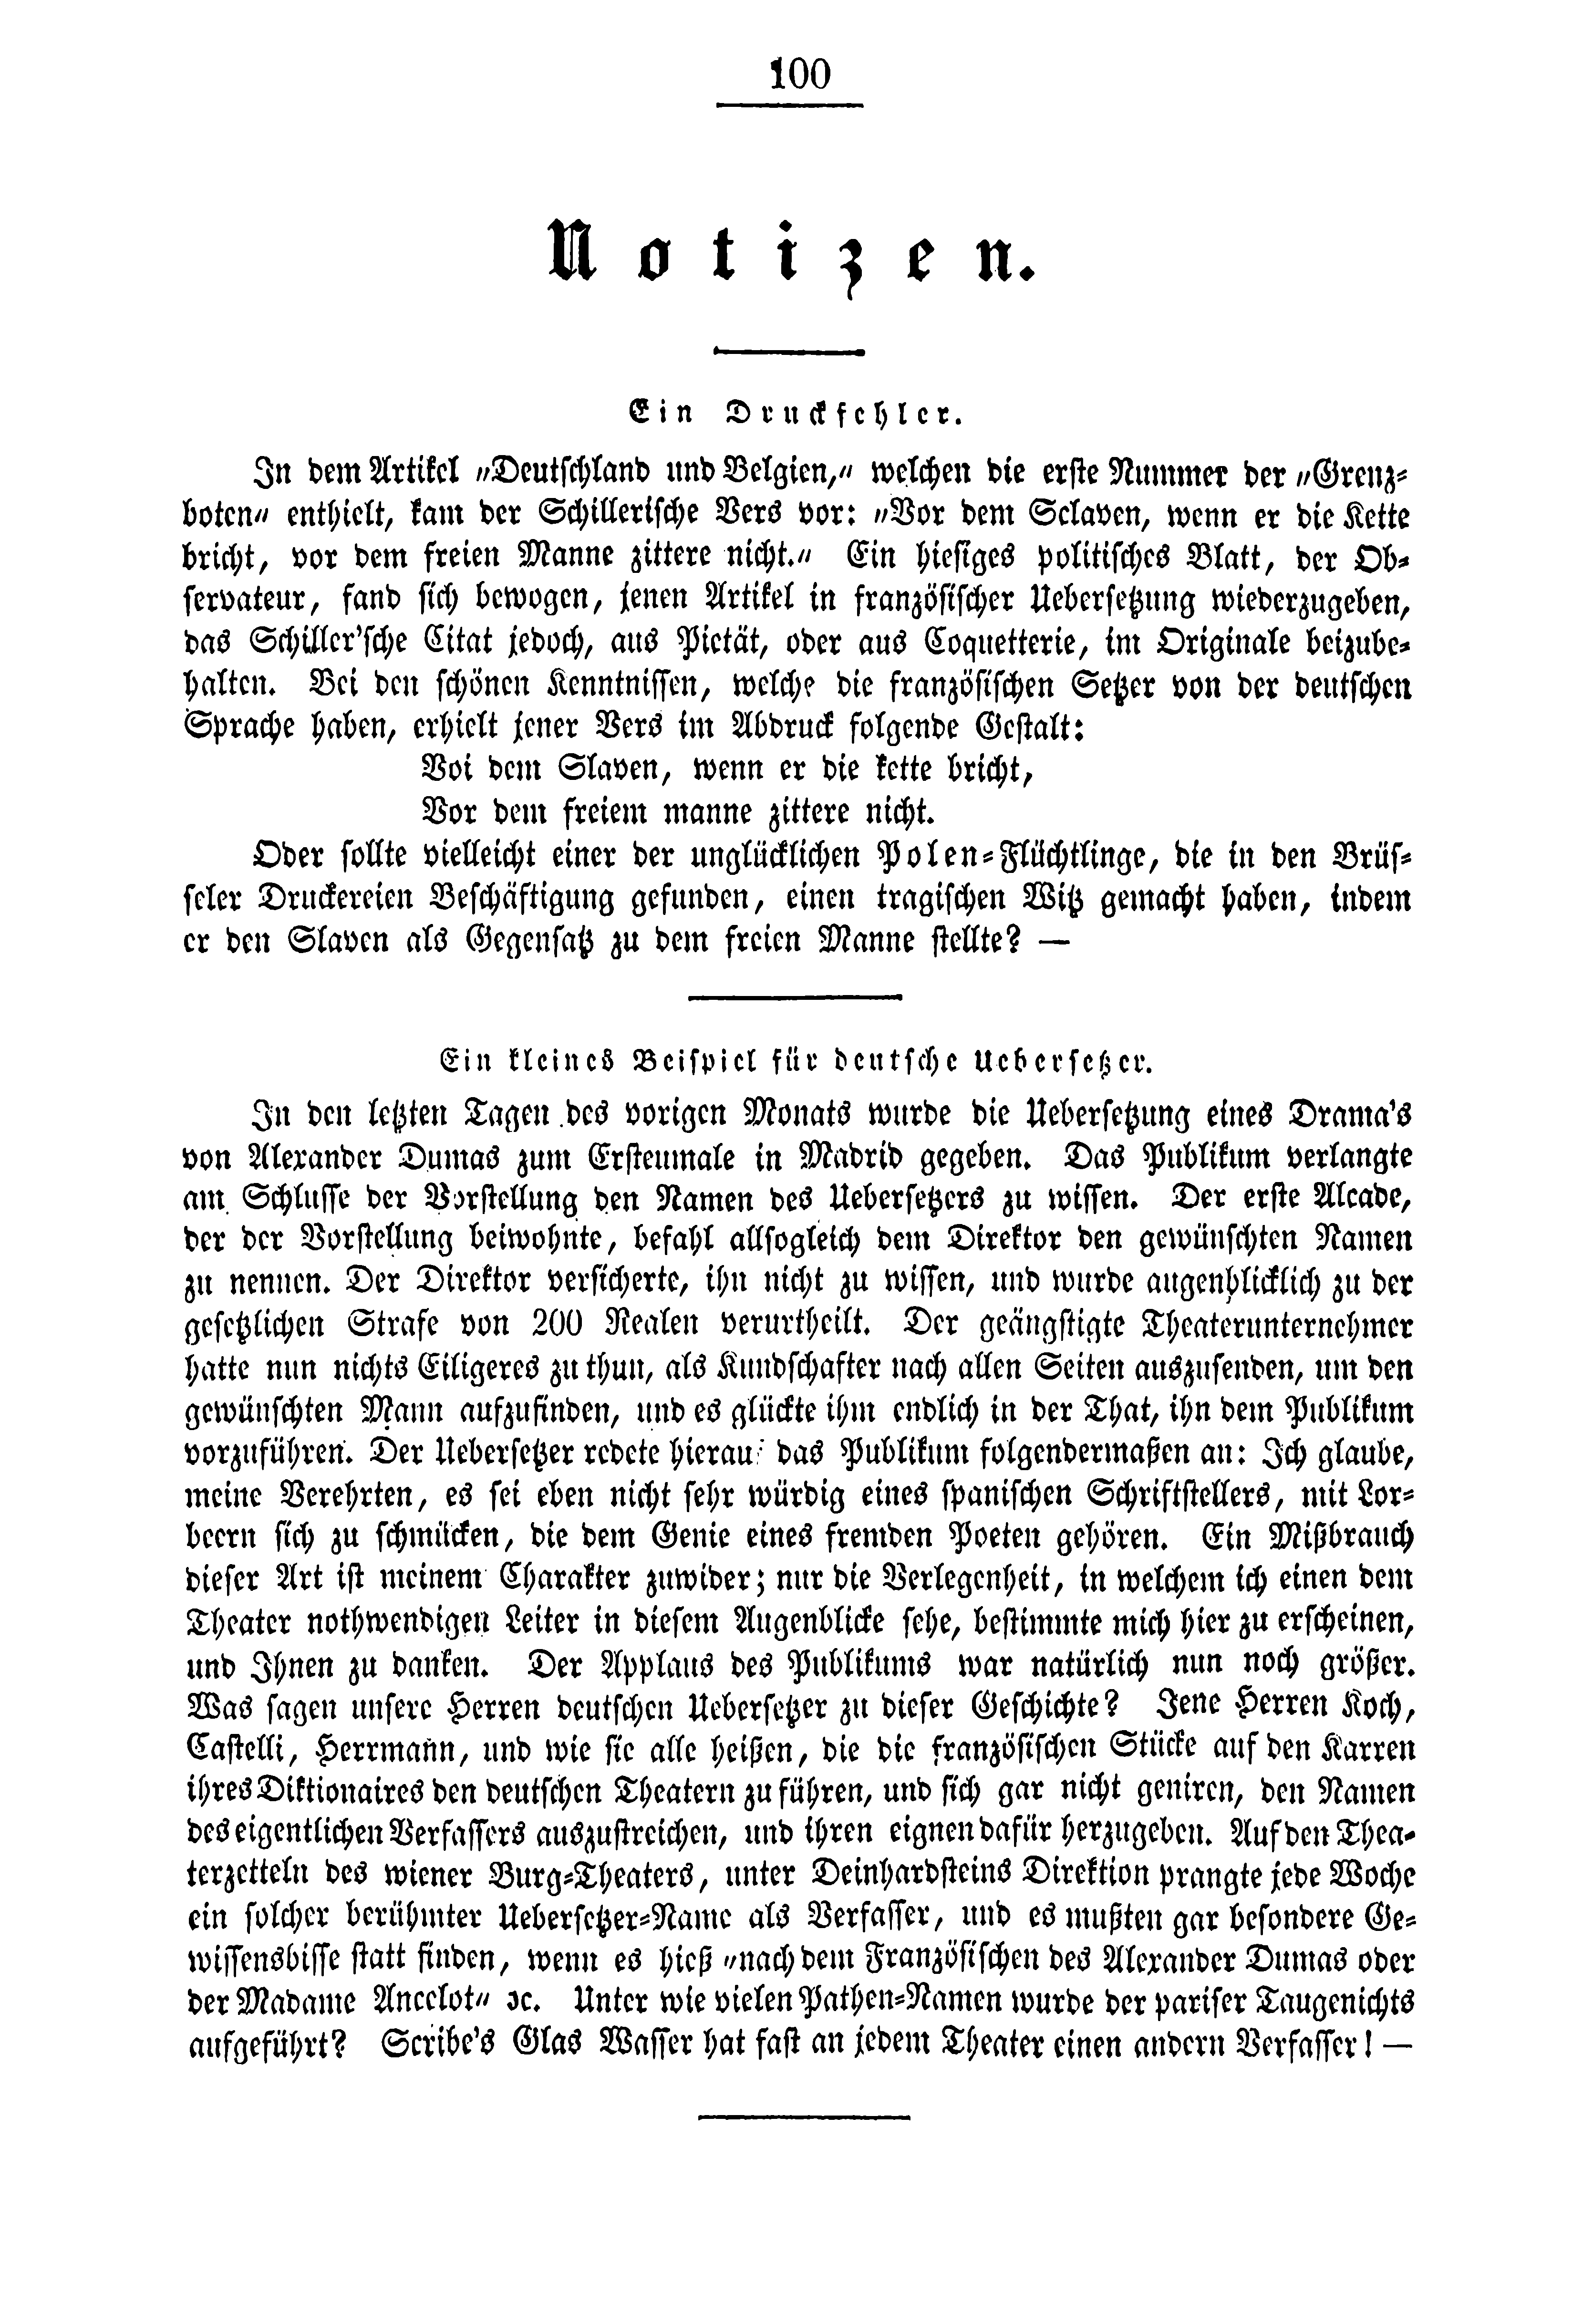 100
Notizen.
Ein Druckfehler.
In dem Artikel „Deutschland und Belgien,“ welchen die erste Nummer der „Grenz-
boten“ enthielt, kam der Schillerische Vers vor: „Vor dem Sclaven, wenn er die Kette
bricht, vor dem freien Manne zittere nicht.“ Ein hiesiges politisches Blatt, der Ob-
servateur, fand sich bewogen, jenen Artikel in französischer Uebersetzung wiederzugeben,
das Schiller'sche Citat jedoch, aus Pietät, oder aus Coquetterie, im Originale beizube-
halten. Bei den schönen Kenntnissen, welche die französischen Setzer von der deutschen
Sprache haben, erhielt jener Vers im Abdruck folgende Gestalt:
Voi dem Slaven, wenn er die kette bricht,
Vor dem freiem manne zittere nicht.
Oder sollte vielleicht einer der unglücklichen Polen-Flüchtlinge, die in den Brüs-
seler Druckereien Beschäftigung gefunden, einen tragischen Witz gemacht haben, indem
er den Slaven als Gegensatz zu dem freien Manne stellte? —
Ein kleines Beispiel für deutsche Uebersetzer.
In den letzten Tagen des vorigen Monats wurde die Uebersetzung eines Drama's
von Alexander Dumas zum Erstenmale in Madrid gegeben. Das Publikum verlangte
am Schlusse der Vorstellung den Namen des Uebersetzers zu wissen. Der erste Alcade,
der der Vorstellung beiwohnte, befahl allsogleich dem Direktor den gewünschten Namen
zu nennen. Der Direktor versicherte, ihn nicht zu wissen, und wurde augenblicklich zu der
gesetzlichen Strafe von 200 Realen verurtheilt. Der geängstigte Theaterunternehmer
hatte nun nichts Eiligeres zu thun, als Kundschafter nach allen Seiten auszusenden, um den
gewünschten Mann aufzufinden, und es glückte ihm endlich in der That, ihn dem Publikum
vorzuführen. Der Uebersetzer redete hierauf das Publikum folgendermaßen an: Ich glaube,
meine Verehrten, es sei eben nicht sehr würdig eines spanischen Schriftstellers, mit Lor-
beern sich zu schmücken, die dem Genie eines fremden Poeten gehören. Ein Mißbrauch
dieser Art ist meinem Charakter zuwider; nur die Verlegenheit, in welchem ich einen dem
Theater nothwendigen Leiter in diesem Augenblicke sehe, bestimmte mich hier zu erscheinen,
und Ihnen zu danken. Der Applaus des Publikums war natürlich nun noch größer.
Was sagen unsere Herren deutschen Uebersetzer zu dieser Geschichte? Jene Herren Koch,
Castelli, Herrmann, und wie sie alle heißen, die die französischen Stücke auf den Karren
ihres Diktionaires den deutschen Theatern zu führen, und sich gar nicht geniren, den Namen
des eigentlichen Verfassers auszustreichen, und ihren eignen dafür herzugeben. Auf den Thea-
terzetteln des wiener Burg-Theaters, unter Deinhardsteins Direktion prangte jede Woche
ein solcher berühmter Uebersetzer-Name als Verfasser, und es mußten gar besondere Ge-
wissensbisse statt finden, wenn es hieß „nach dem Französischen des Alexander Dumas oder
der Madame Ancelot“ ꝛc. Unter wie vielen Pathen-Namen wurde der pariser Taugenichts
aufgeführt? Scribe's Glas Wasser hat fast an jedem Theater einen andern Verfasser! —